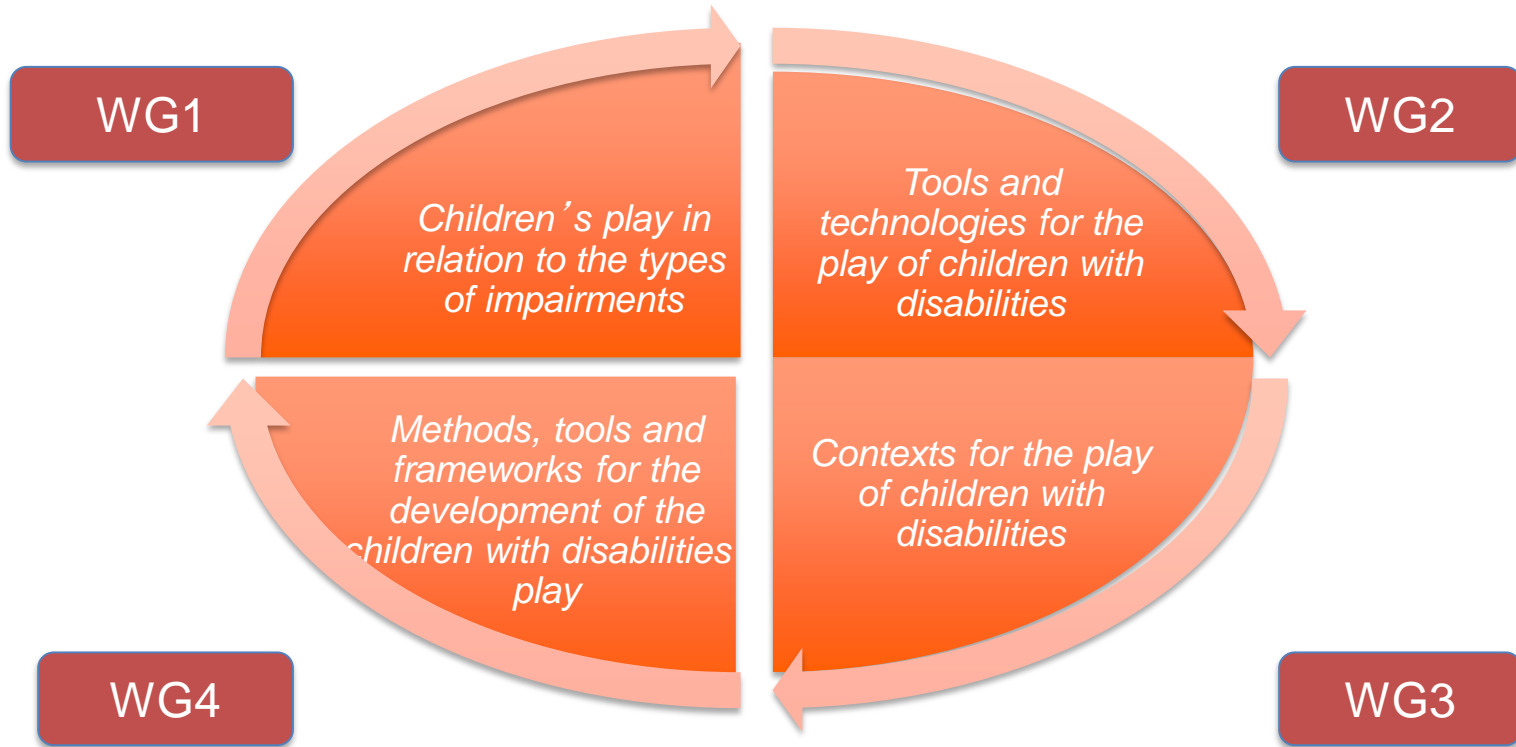 WG1
Children’s play in
relation to the types
of impairments
WG2
Tools and
technologies for the
play of children with
disabilities
WG4
Methods, tools and
frameworks for the
development of the
children with disabilities
play
WG3
Contexts for the play
of children with
disabilities